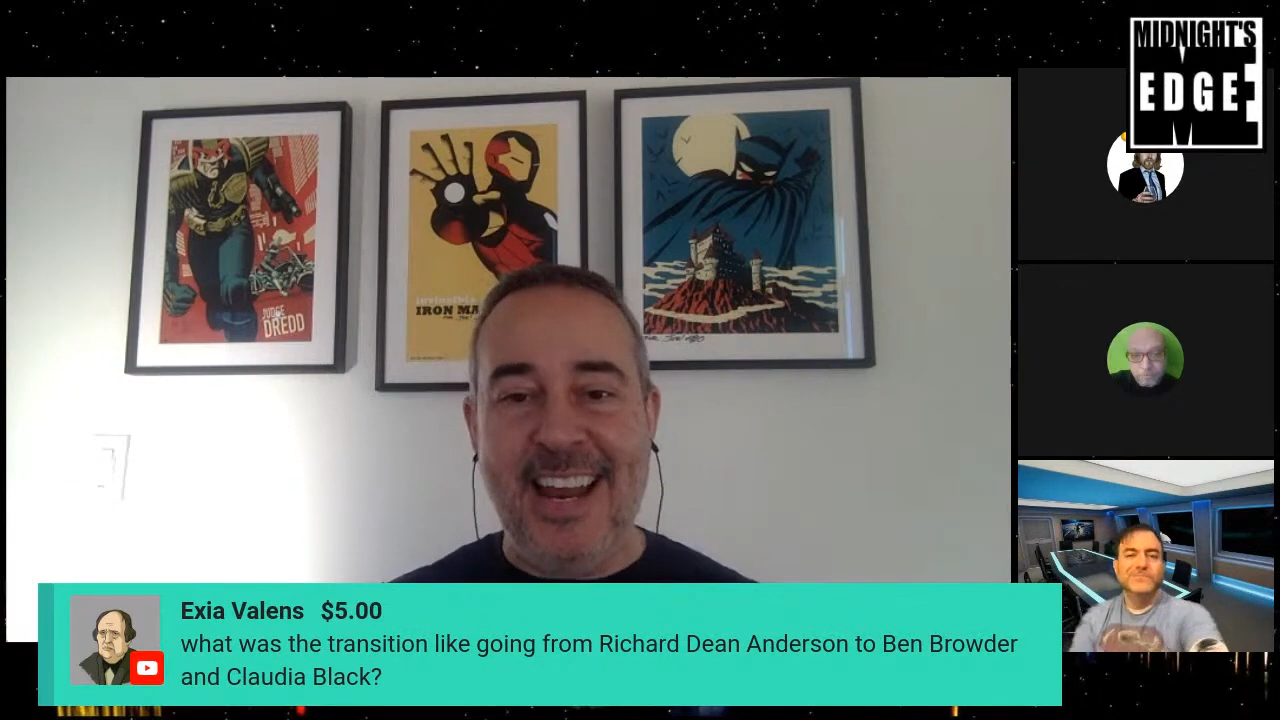 MIDNIGHT'S
EDGE
JUDGE
DREDD
invincible
IRON MA
Exia Valens $5.00
what was the transition like going from Richard Dean Anderson to Ben Browder
and Claudia Black?